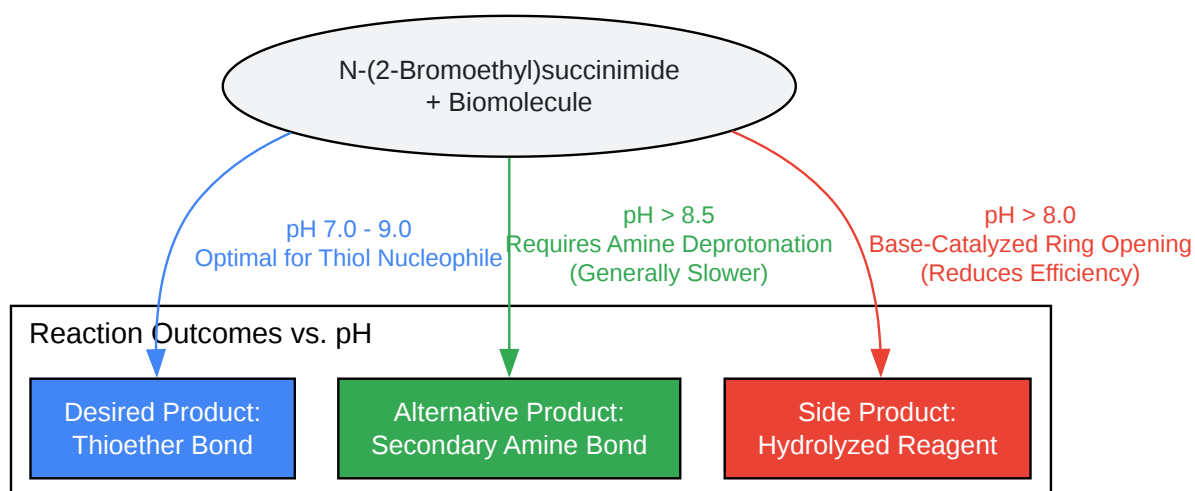 N-(2-Bromoethyl)succinimide
+ Biomolecule
pH 7.0 - 9.0
Optimal for Thiol Nucleophile
pH > 8.5
Requires Amine Deprotonation
(Generally Slower)
pH > 8.0
Base-Catalyzed Ring Opening
(Reduces Efficiency)
Reaction Outcomes vs. pH
Desired Product:
Thioether Bond
Alternative Product:
Secondary Amine Bond
Side Product:
Hydrolyzed Reagent